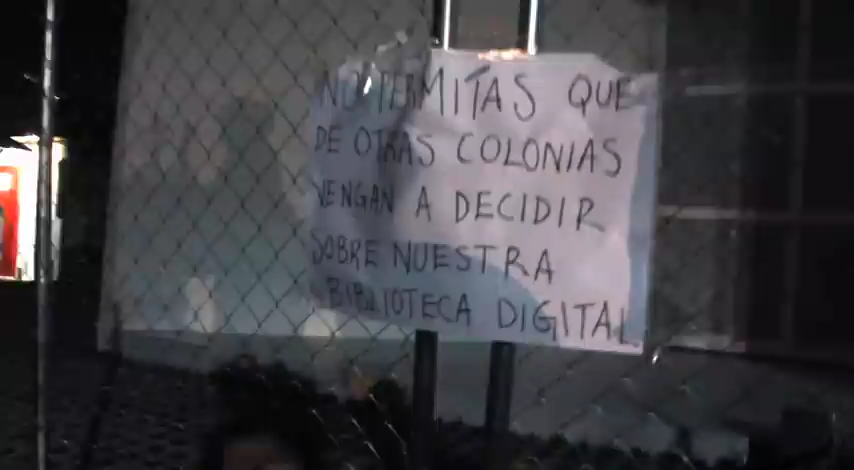 NO PERMITAS QUE
DE OTRAS COLONIAS
VENGAN A DECIDIR
SOBRE NUESTRA
BIBLIOTECA DIGITAL